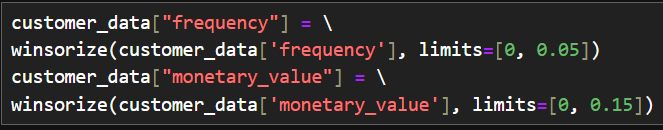 customer_data["frequency"] = \
winsorize(customer_data['frequency'], limits=[0, 0.05])
customer_data["monetary_value"] = \
winsorize(customer_data['monetary_value'], limits=[0, 0.15])